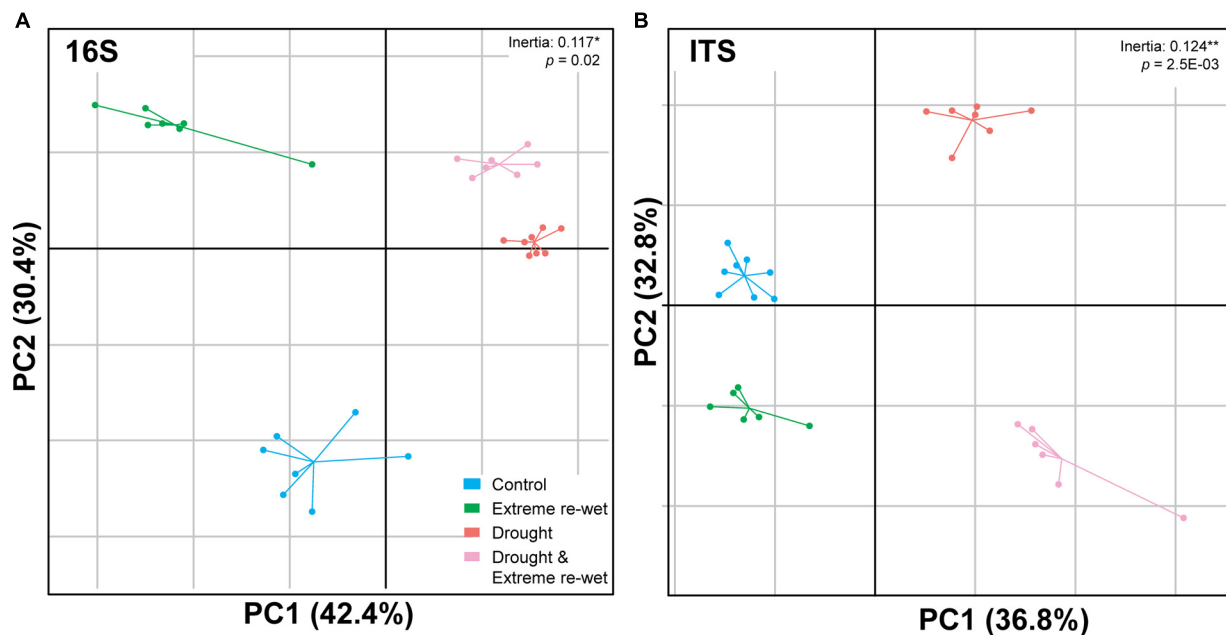 A
16S
Inertia: 0.117*
p = 0.02
PC2 (30.4%)
PC1 (42.4%)
Control
Extreme re-wet
Drought
Drought &
Extreme re-wet
B
ITS
Inertia: 0.124**
p = 2.5E-03
PC2 (32.8%)
PC1 (36.8%)